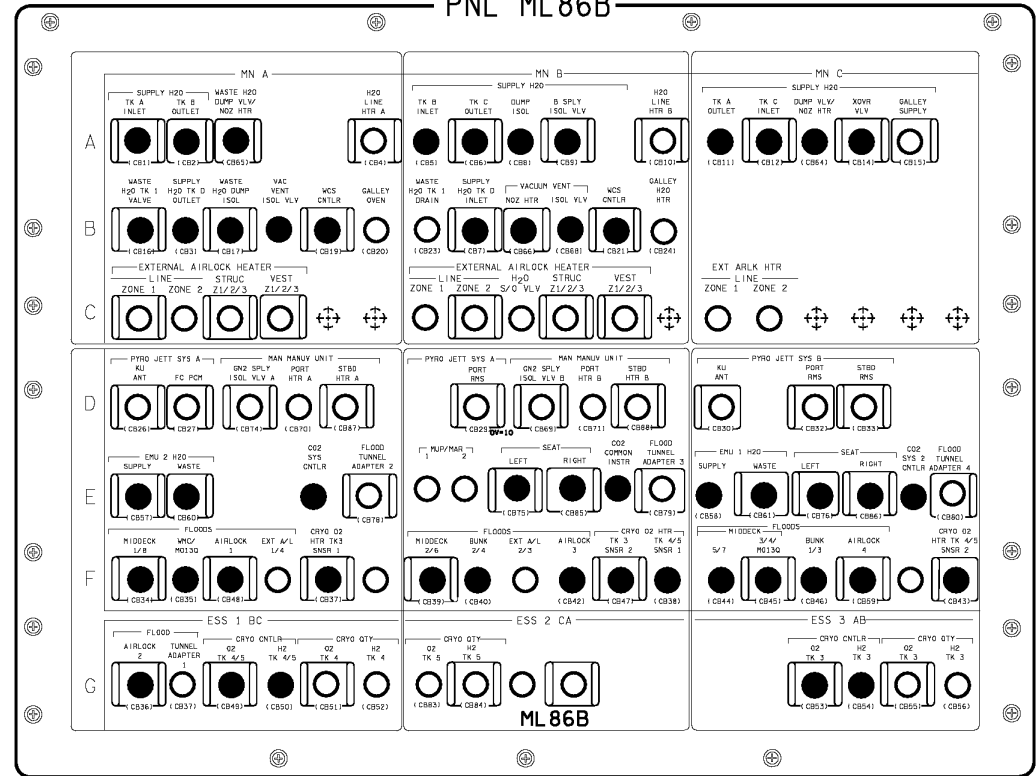 PNL ML86B
MN A MN B MN C
SUPPLY H2O WASTE H2O SUPPLY H2O SUPPLY H2O
TK A TK B DUMP VLV/ H2O TK B TK C DUMP B SPLY H2O TK A TK C DUMP VLV/ XOVR GALLEY
INLET OUTLET NOZ HTR LINE INLET OUTLET ISOL ISOL VLV LINE OUTLET INLET NOZ HTR VLV SUPPLY
HTR A HTR B
A
(CB1) (CB2) (CB65) (CB4) (CB5) (CB6) (CB8) (CB9) (CB10) (CB11) (CB12) (CB64) (CB14) (CB15)
WASTE SUPPLY WASTE VAC WASTE SUPPLY VACUUM VENT GALLEY
H2O TK 1 H2O TK D H2O DUMP VENT WCS GALLEY H2O TK 1 H2O TK D WCS H2O
VALVE OUTLET ISOL ISOL VLV CNTLR OVEN DRAIN INLET NOZ HTR ISOL VLV CNTLR HTR
B
(CB16) (CB3) (CB17) (CB19) (CB20) (CB23) (CB7) (CB66) (CB68) (CB21) (CB24)
EXTERNAL AIRLOCK HEATER EXTERNAL AIRLOCK HEATER EXT ARLK HTR
LINE STRUC VEST LINE H2O STRUC VEST LINE
ZONE 1 ZONE 2 Z1/2/3 Z1/2/3 ZONE 1 ZONE 2 S/O VLV Z1/2/3 Z1/2/3 ZONE 1 ZONE 2
C
PYRO JETT SYS A MAN MANUV UNIT PYRO JETT SYS A MAN MANUV UNIT PYRO JETT SYS B
KU GN2 SPLY PORT STBD PORT GN2 SPLY PORT STBD KU PORT STBD
ANT FC PCM ISOL VLV A HTR A HTR A RMS ISOL VLV B HTR B HTR B ANT RMS RMS
D
(CB26) (CB27) (CB74) (CB70) (CB87) (CB29) (CB69) (CB71) (CB88) (CB30) (CB32) (CB33)
DV=10
EMU 2 H2O CO2 FLOOD MUP/MAR SEAT CO2 FLOOD EMU 1 H2O SEAT CO2 FLOOD
SUPPLY WASTE SYS TUNNEL 1 2 LEFT RIGHT COMMON TUNNEL SUPPLY WASTE LEFT RIGHT SYS 2 TUNNEL
CNTLR ADAPTER 2 INSTR ADAPTER 3 CNTLR ADAPTER 4
E
(CB57) (CB60) (CB78) (CB75) (CB85) (CB79) (CB58) (CB61) (CB76) (CB86) (CB80)
FLOODS FLOODS CRYO O2 HTR FLOODS
MIDDECK WMC/ AIRLOCK EXT A/L CRYO O2 MIDDECK BUNK EXT A/L AIRLOCK TK 3 TK 4/5 MIDDECK BUNK AIRLOCK CRYO O2
1/8 MO13Q 1 1/4 HTR TK3 2/6 2/4 2/3 3 SNSR 2 SNSR 1 5/7 3/4/ 1/3 4 HTR TK 4/5
SNSR 1 MO13Q SNSR 2
F
(CB34) (CB35) (CB48) (CB37) (CB39) (CB40) (CB42) (CB47) (CB38) (CB44) (CB45) (CB46) (CB59) (CB43)
ESS 1 BC ESS 2 CA ESS 3 AB
FLOOD CRYO CNTLR CRYO QTY CRYO QTY CRYO CNTLR CRYO QTY
AIRLOCK TUNNEL O2 H2 O2 H2 O2 H2 O2 H2 O2 H2
2 ADAPTER TK 4/5 TK 4/5 TK 4 TK 4 TK 5 TK 5 TK 3 TK 3 TK 3 TK 3
1
G
(CB36) (CB37) (CB49) (CB50) (CB51) (CB52) (CB83) (CB84) (CB53) (CB54) (CB55) (CB56)
ML86B